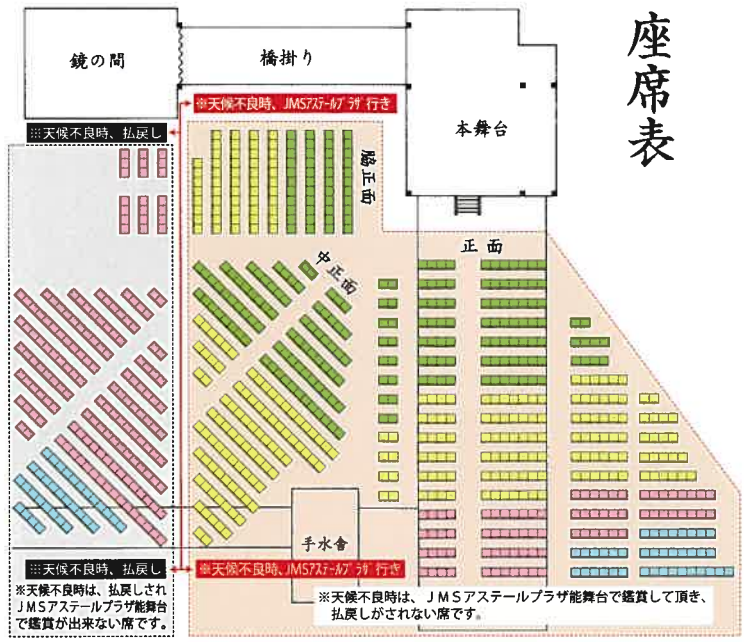 座席表
鏡の間
橋掛り
本舞台
※天候不良時、JMSアステールプラザ行き
※天候不良時、払戻し
脇正面
正面
中正面
手水舎
※天候不良時、払戻し
※天候不良時、JMSアステールプラザ行き
※天候不良時は、払戻しされ
JMSアステールプラザ能舞台
で鑑賞が出来ない席です。
※天候不良時は、JMSアステールプラザ能舞台で鑑賞して頂き、
払戻しがされない席です。